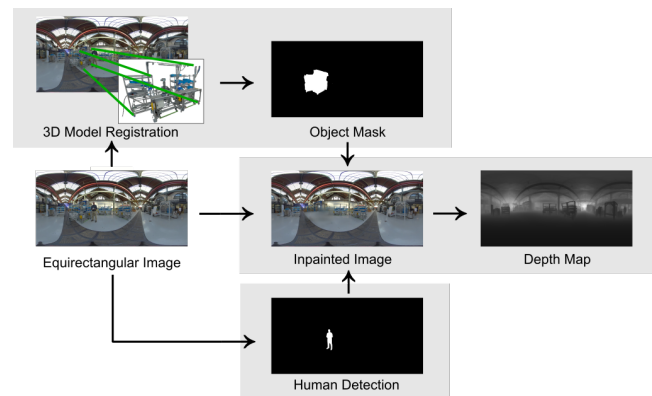 3D Model Registration
Object Mask
Equirectangular Image
Inpainted Image
Depth Map
Human Detection